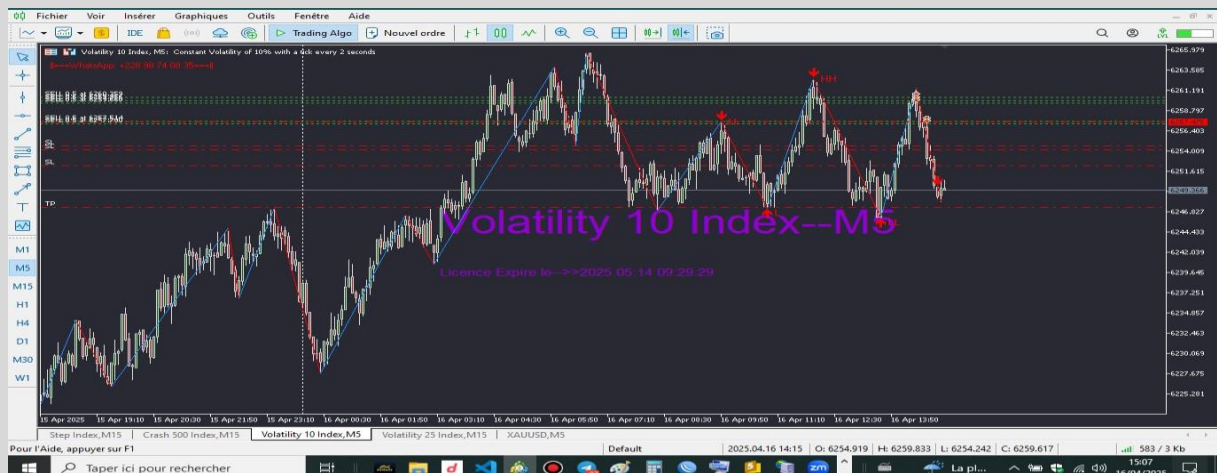 Fichier Voir Insérer Graphiques Outils Fenêtre Aide
IDE Trading Algo Nouvel ordre
Volatility 10 Index, M5: Constant Volatility of 10% with a tick every 2 seconds
6265.979
6263.585
6261.191
6258.797
6256.403
6254.009
6251.615
6249.366
6246.827
6244.433
6242.039
6239.645
6237.251
6234.857
6232.463
6230.069
6227.675
6225.281
SL
SL
TP
HH
Volatility 10 Index--M5
Licence Expire le-->>2025.05.14 09:29:29
M1
M5
M15
H1
H4
D1
M30
W1
15 Apr 2025 15 Apr 19:10 15 Apr 20:30 15 Apr 21:50 15 Apr 23:10 16 Apr 00:30 16 Apr 01:50 16 Apr 03:10 16 Apr 04:30 16 Apr 05:50 16 Apr 07:10 16 Apr 08:30 16 Apr 09:50 16 Apr 11:10 16 Apr 12:30 16 Apr 13:50
Step Index,M15 Crash 500 Index,M15 Volatility 10 Index,M5 Volatility 25 Index,M15 XAUUSD,M5
Pour l'Aide, appuyer sur F1 Default 2025.04.16 14:15 O: 6254.919 H: 6259.833 L: 6254.242 C: 6259.617 583 / 3 Kb
Taper ici pour rechercher zm La pl... 15:07